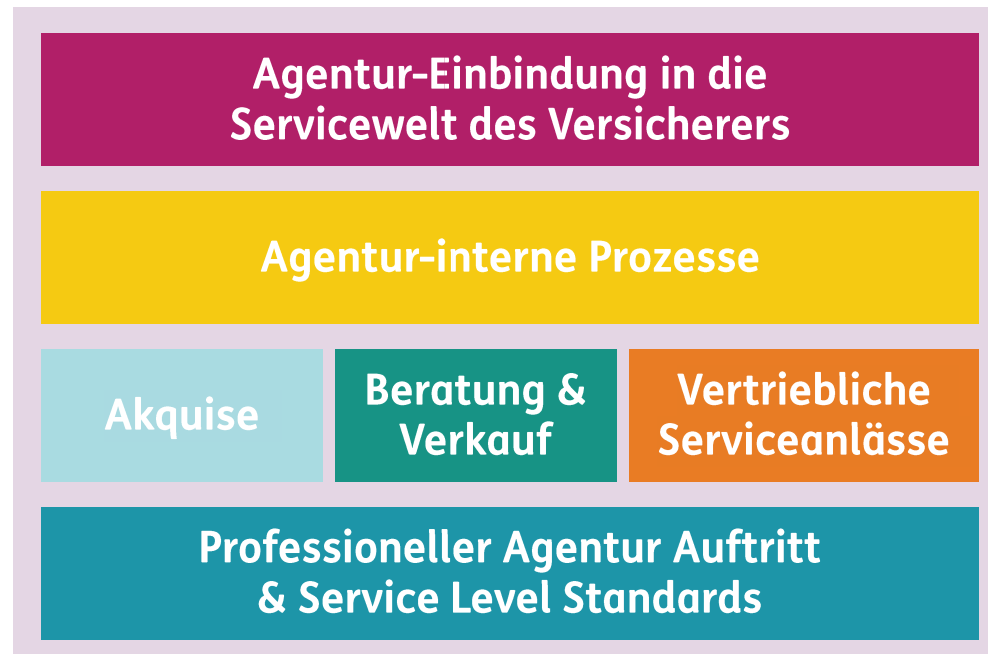 Agentur-Einbindung in die
Servicewelt des Versicherers
Agentur-interne Prozesse
Akquise
Beratung &
Verkauf
Vertriebliche
Serviceanlässe
Professioneller Agentur Auftritt
& Service Level Standards